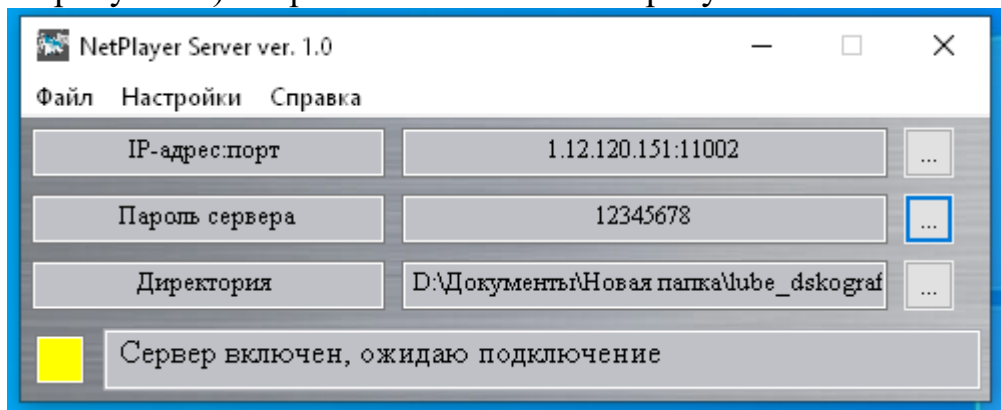 NetPlayer Server ver. 1.0
Файл Настройки Справка
IP-адрес:порт 1.12.120.151:11002 ...
Пароль сервера 12345678 ...
Директория D:\Документы\Новая папка\lube_dskograf ...
Сервер включен, ожидаю подключение